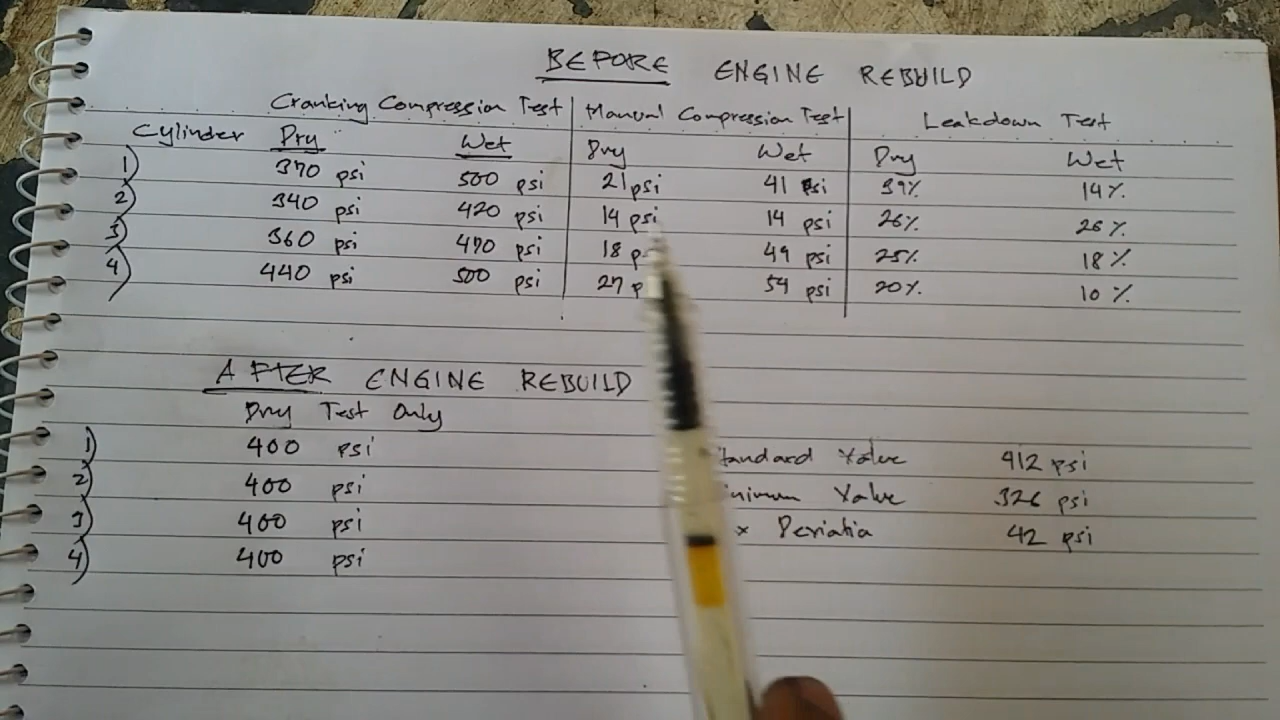 BEFORE ENGINE REBUILD
Cranking Compression Test Manual Compression Test Leakdown Test
Cylinder Dry Wet Dry Wet Dry Wet
1) 370 psi 500 psi 21 psi 41 psi 39% 14%
2) 340 psi 420 psi 14 psi 14 psi 26% 26%
3) 360 psi 470 psi 18 p 49 psi 25% 18%
4) 440 psi 500 psi 27 p 54 psi 20% 10%
AFTER ENGINE REBUILD
Dry Test Only
1) 400 psi tandard Value 412 psi
2) 400 psi nimum Value 326 psi
3) 400 psi x Deviatia 42 psi
4) 400 psi